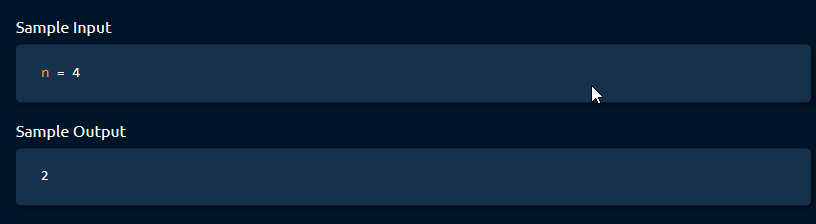 Sample Input
n = 4
Sample Output
2